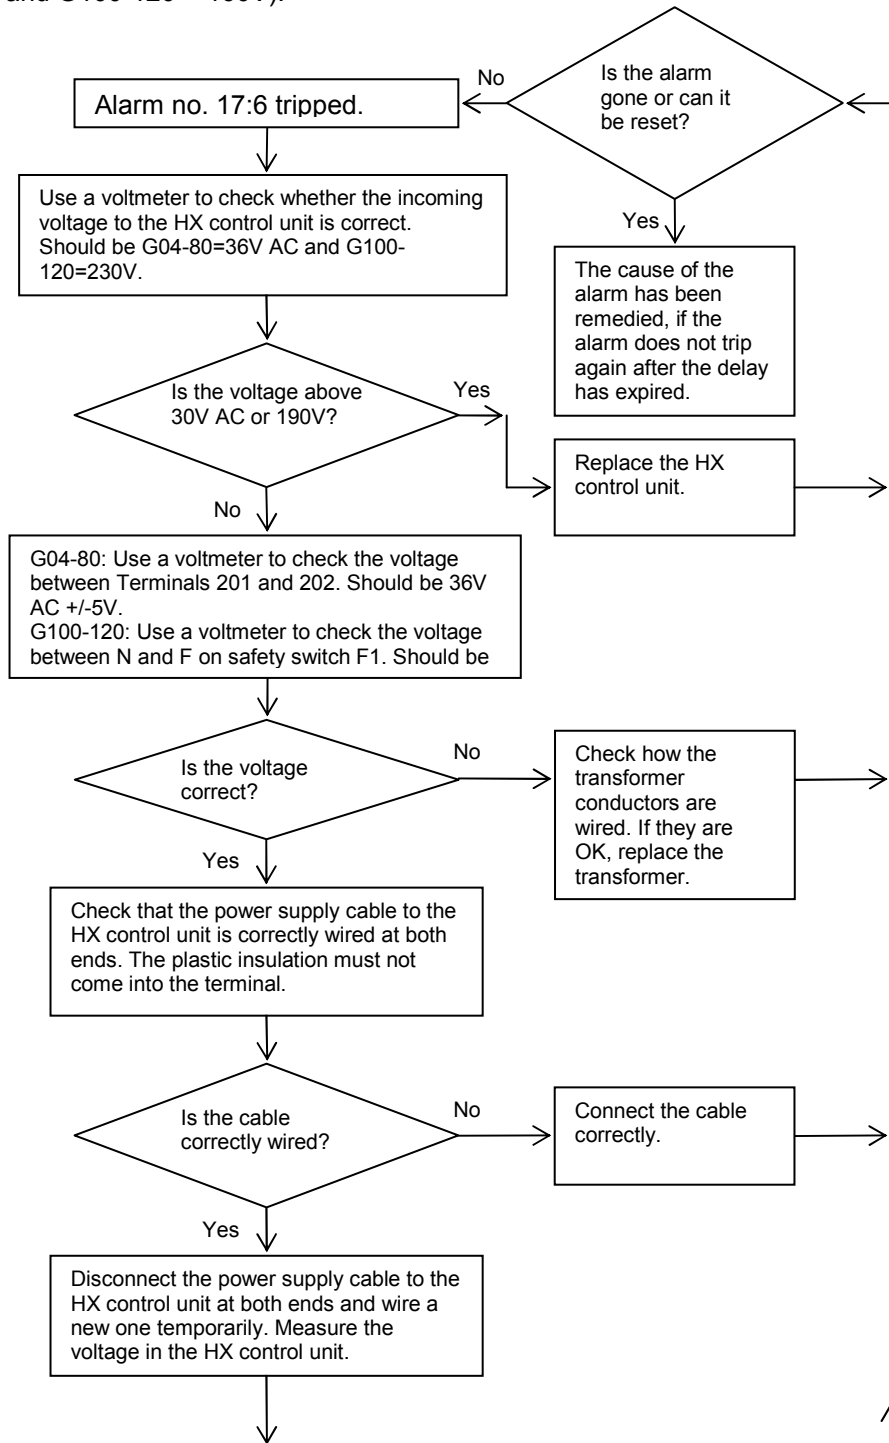 Is the alarm
gone or can it
be reset?
No
Alarm no. 17:6 tripped.
Yes
The cause of the
alarm has been
remedied, if the
alarm does not trip
again after the delay
has expired.
Use a voltmeter to check whether the incoming
voltage to the HX control unit is correct.
Should be G04-80=36V AC and G100-
120=230V.
Is the voltage above
30V AC or 190V?
Yes
Replace the HX
control unit.
No
G04-80: Use a voltmeter to check the voltage
between Terminals 201 and 202. Should be 36V
AC +/-5V.
G100-120: Use a voltmeter to check the voltage
between N and F on safety switch F1. Should be
Is the voltage
correct?
No
Check how the
transformer
conductors are
wired. If they are
OK, replace the
transformer.
Yes
Check that the power supply cable to the
HX control unit is correctly wired at both
ends. The plastic insulation must not
come into the terminal.
Is the cable
correctly wired?
No
Connect the cable
correctly.
Yes
Disconnect the power supply cable to the
HX control unit at both ends and wire a
new one temporarily. Measure the
voltage in the HX control unit.